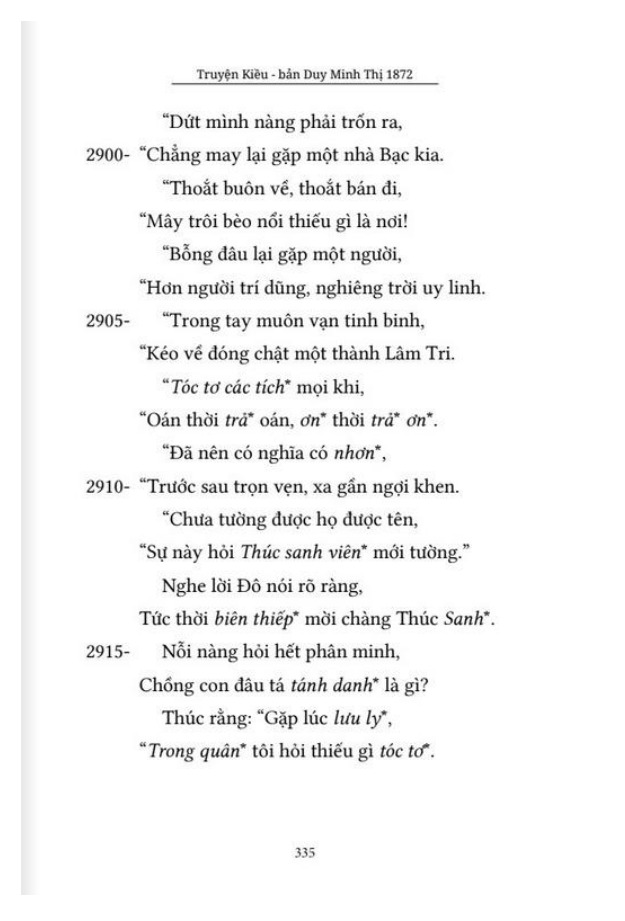 Truyện Kiều - bản Duy Minh Thị 1872
“Dứt mình nàng phải trốn ra,
2900- “Chẳng may lại gặp một nhà Bạc kia.
“Thoắt buôn về, thoắt bán đi,
“Mây trôi bèo nổi thiếu gì là nơi!
“Bỗng đâu lại gặp một người,
“Hơn người trí dũng, nghiêng trời uy linh.
2905- “Trong tay muôn vạn tinh binh,
“Kéo về đóng chật một thành Lâm Tri.
“Tóc tơ các tích* mọi khi,
“Oán thời trả* oán, ơn* thời trả* ơn*.
“Đã nên có nghĩa có nhơn*,
2910- “Trước sau trọn vẹn, xa gần ngợi khen.
“Chưa tường được họ được tên,
“Sự này hỏi Thúc sanh viên* mới tường.”
Nghe lời Đô nói rõ ràng,
Tức thời biên thiếp* mời chàng Thúc Sanh*.
2915- Nỗi nàng hỏi hết phân minh,
Chồng con đâu tá tánh danh* là gì?
Thúc rằng: “Gặp lúc lưu ly*,
“Trong quân* tôi hỏi thiếu gì tóc tơ*.
335